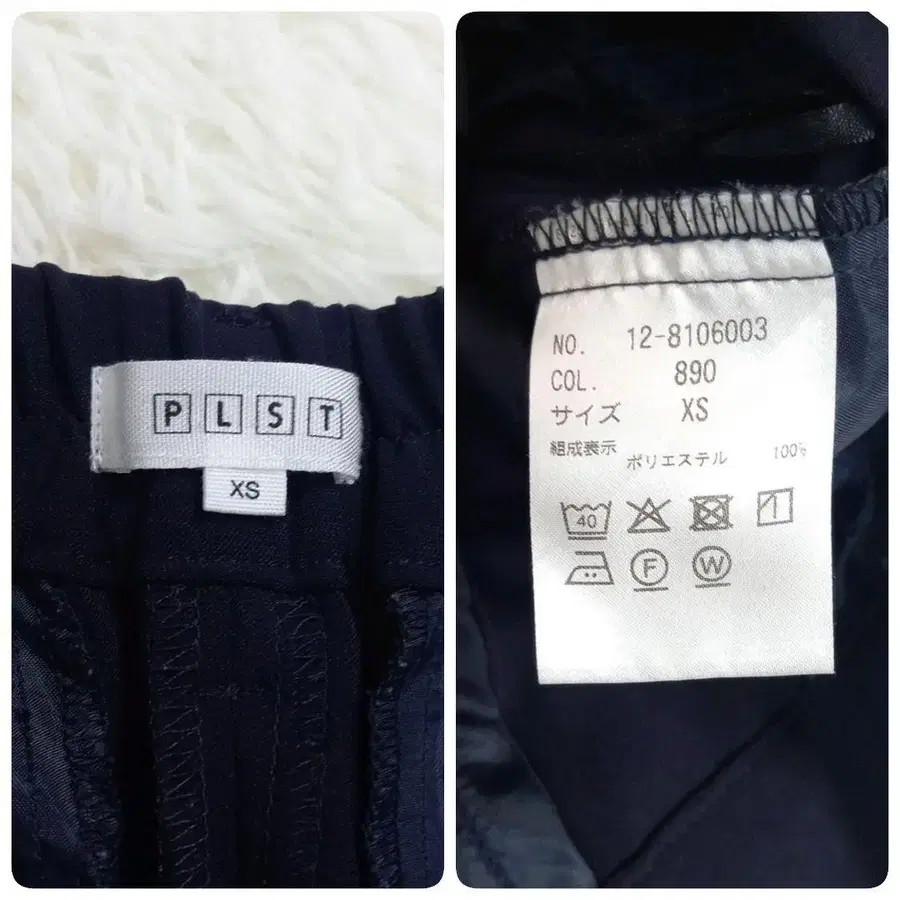 PLST
XS
NO. 12-8106003
COL. 890
サイズ XS
組成表示
ポリエステル 100%
40
F W